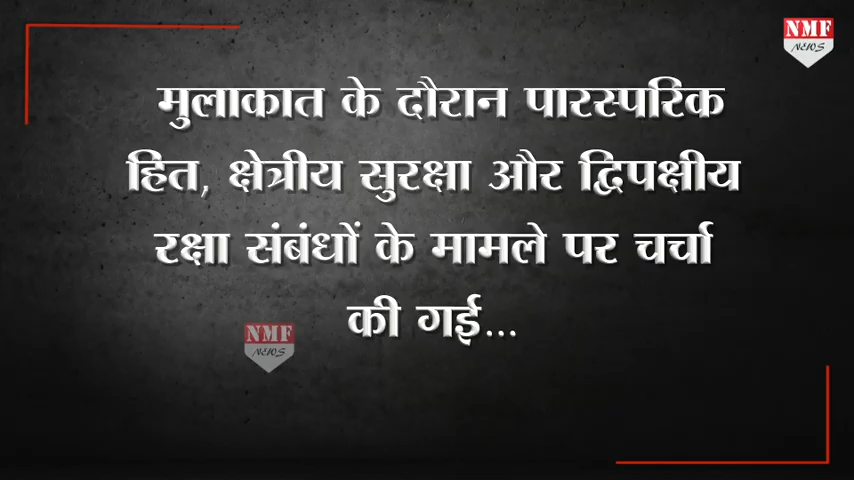 NMF
NEWS
मुलाकात के दौरान पारस्परिक
हित, क्षेत्रीय सुरक्षा और द्विपक्षीय
रक्षा संबंधों के मामले पर चर्चा
की गई...
NMF
NEWS